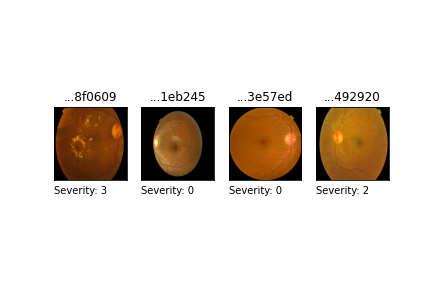 ...8f0609
...1eb245
...3e57ed
...492920
Severity: 3
Severity: 0
Severity: 0
Severity: 2